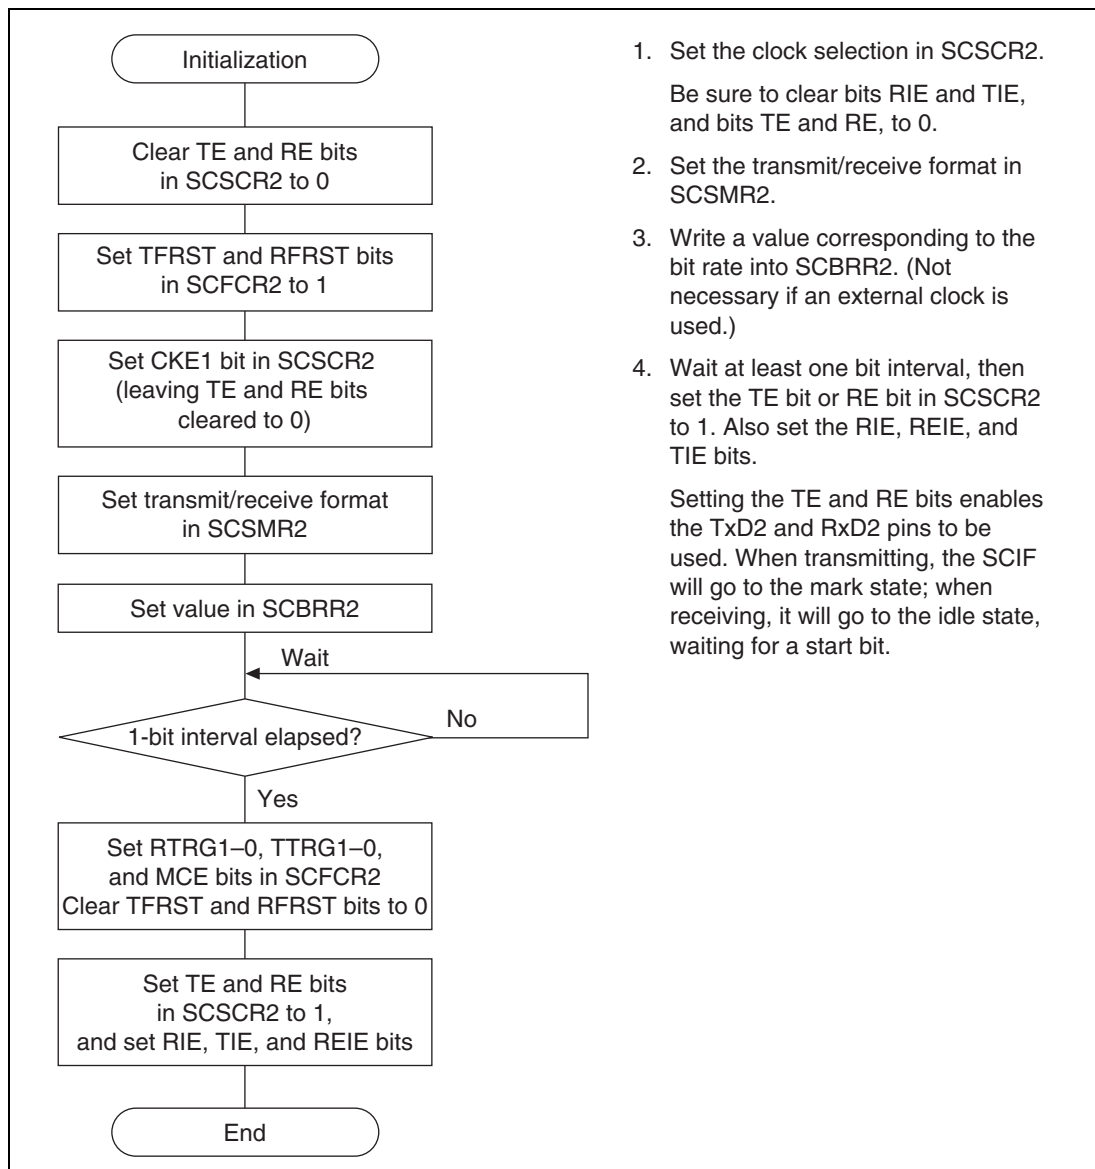 Initialization
Clear TE and RE bits
in SCSCR2 to 0
Set TFRST and RFRST bits
in SCFCR2 to 1
Set CKE1 bit in SCSCR2
(leaving TE and RE bits
cleared to 0)
Set transmit/receive format
in SCSMR2
Set value in SCBRR2
Wait
1-bit interval elapsed?
No
Yes
Set RTRG1–0, TTRG1–0,
and MCE bits in SCFCR2
Clear TFRST and RFRST bits to 0
Set TE and RE bits
in SCSCR2 to 1,
and set RIE, TIE, and REIE bits
End
1. Set the clock selection in SCSCR2.
Be sure to clear bits RIE and TIE,
and bits TE and RE, to 0.
2. Set the transmit/receive format in
SCSMR2.
3. Write a value corresponding to the
bit rate into SCBRR2. (Not
necessary if an external clock is
used.)
4. Wait at least one bit interval, then
set the TE bit or RE bit in SCSCR2
to 1. Also set the RIE, REIE, and
TIE bits.
Setting the TE and RE bits enables
the TxD2 and RxD2 pins to be
used. When transmitting, the SCIF
will go to the mark state; when
receiving, it will go to the idle state,
waiting for a start bit.